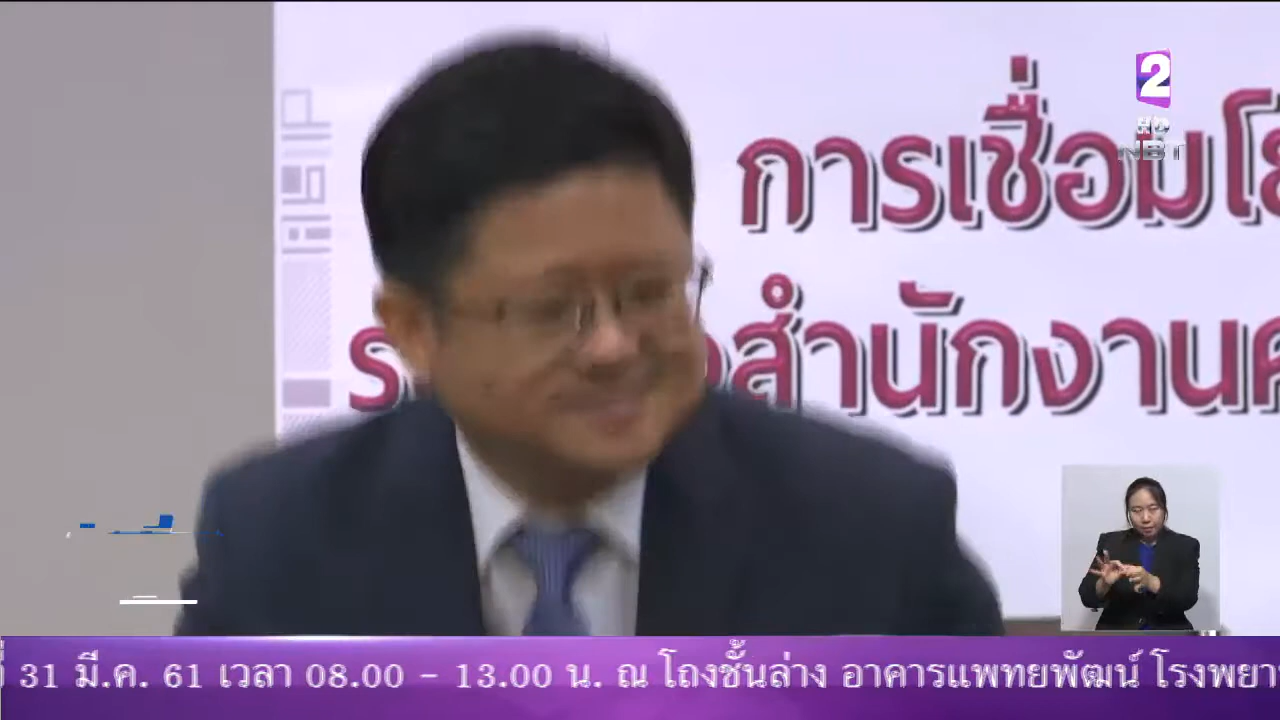 2
HD
NBT
การเชื่อมโย
สำนักงานศ
31 มี.ค. 61 เวลา 08.00 - 13.00 น. ณ โถงชั้นล่าง อาคารแพทยพัฒน์ โรงพยา